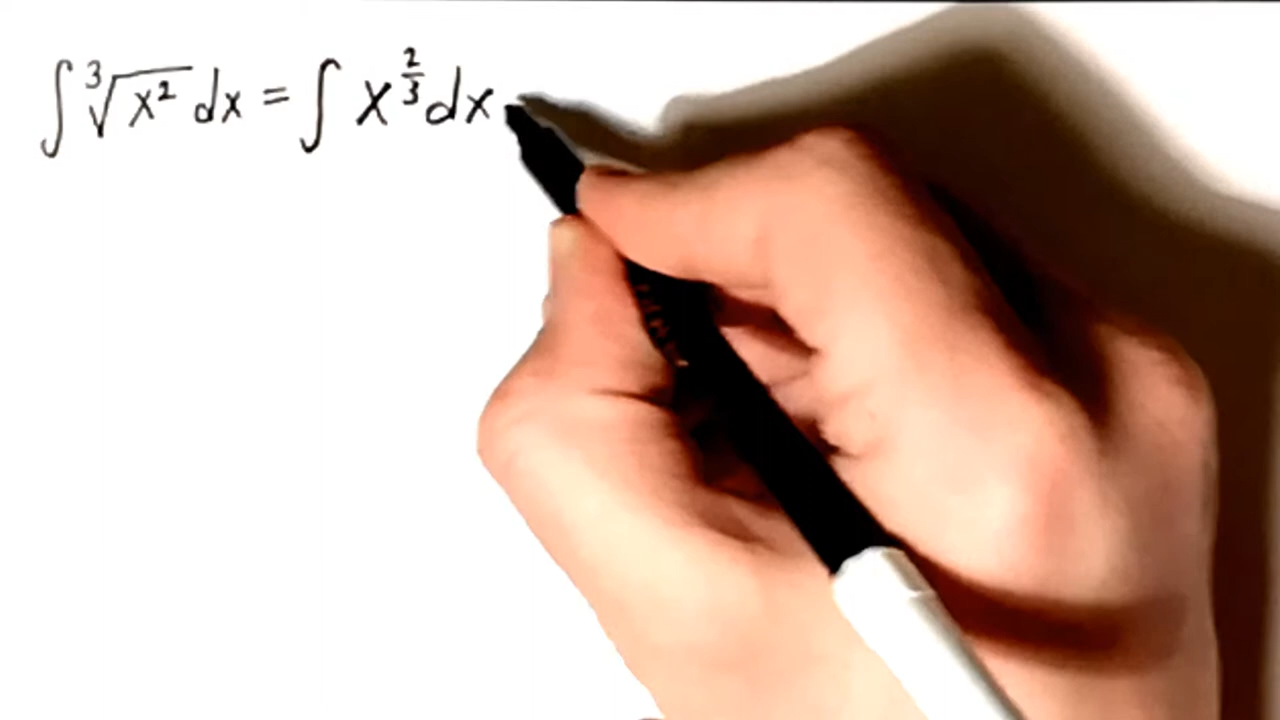 ∫ ∛x² dx = ∫ x^(2/3) dx